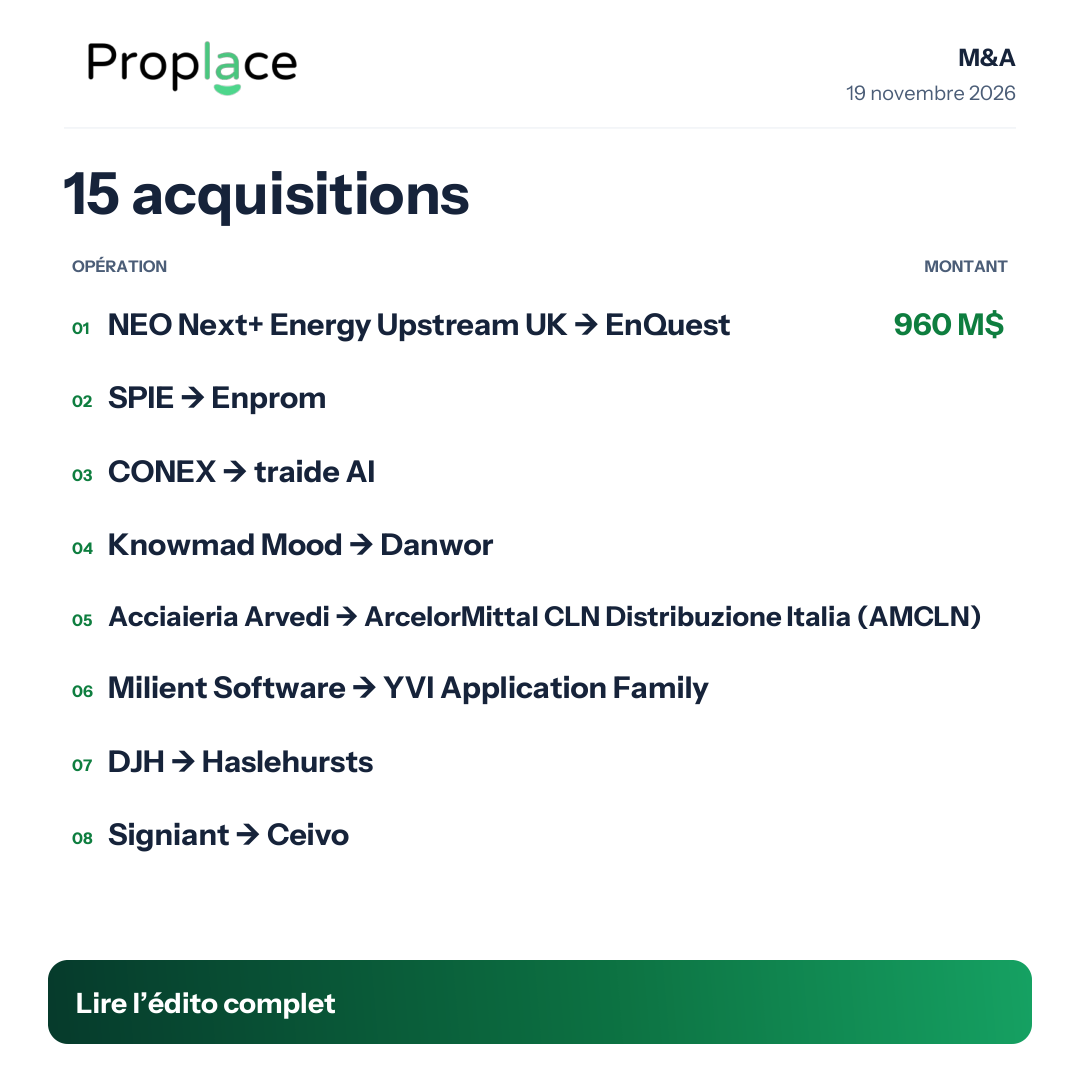 Proplace
M&A
19 novembre 2026
15 acquisitions
OPÉRATION MONTANT
01 NEO Next+ Energy Upstream UK → EnQuest 960 M$
02 SPIE → Enprom
03 CONEX → traide AI
04 Knowmad Mood → Danwor
05 Acciaieria Arvedi → ArcelorMittal CLN Distribuzione Italia (AMCLN)
06 Milient Software → YVI Application Family
07 DJH → Haslehursts
08 Signiant → Ceivo
Lire l’édito complet